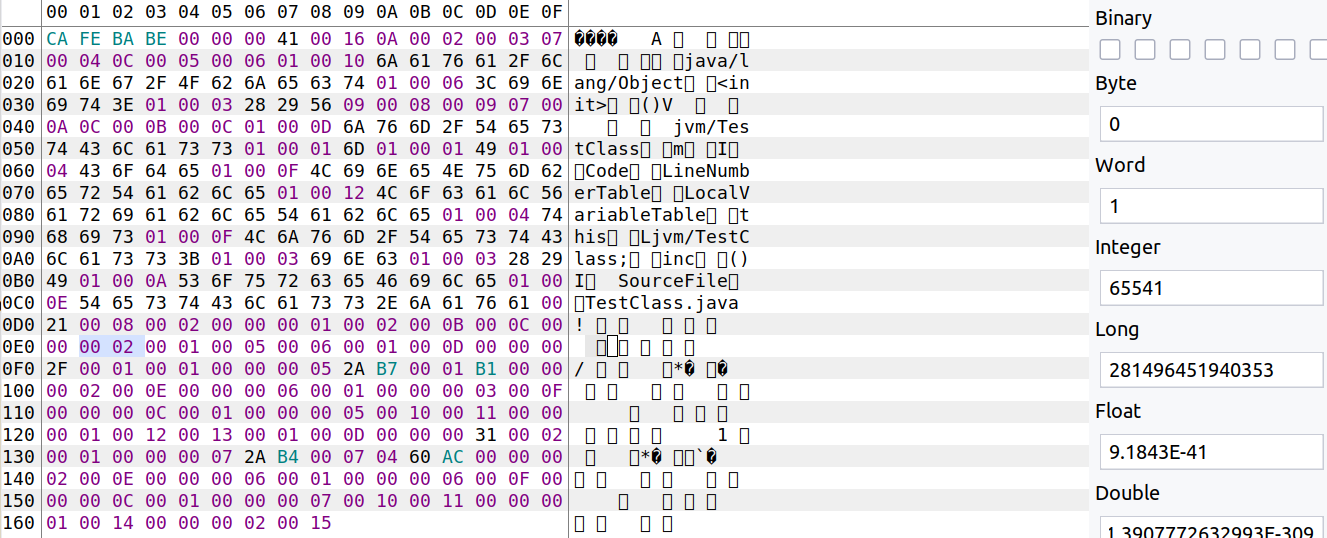 00 01 02 03 04 05 06 07 08 09 0A 0B 0C 0D 0E 0F
000 CA FE BA BE 00 00 00 41 00 16 0A 00 02 00 03 07 ���� A
010 00 04 0C 00 05 00 06 01 00 10 6A 61 76 61 2F 6C java/l
020 61 6E 67 2F 4F 62 6A 65 63 74 01 00 06 3C 69 6E ang/Object <in
030 69 74 3E 01 00 03 28 29 56 09 00 08 00 09 07 00 it> ()V
040 0A 0C 00 0B 00 0C 01 00 0D 6A 76 6D 2F 54 65 73 jvm/Tes
050 74 43 6C 61 73 73 01 00 01 6D 01 00 01 49 01 00 tClass m I
060 04 43 6F 64 65 01 00 0F 4C 69 6E 65 4E 75 6D 62 Code LineNumb
070 65 72 54 61 62 6C 65 01 00 12 4C 6F 63 61 6C 56 erTable LocalV
080 61 72 69 61 62 6C 65 54 61 62 6C 65 01 00 04 74 ariableTable t
090 68 69 73 01 00 0F 4C 6A 76 6D 2F 54 65 73 74 43 his Ljvm/TestC
0A0 6C 61 73 73 3B 01 00 03 69 6E 63 01 00 03 28 29 lass; inc ()
0B0 49 01 00 0A 53 6F 75 72 63 65 46 69 6C 65 01 00 I SourceFile
0C0 0E 54 65 73 74 43 6C 61 73 73 2E 6A 61 76 61 00 TestClass.java
0D0 21 00 08 00 02 00 00 00 01 00 02 00 0B 00 0C 00 !
0E0 00 00 02 00 01 00 05 00 06 00 01 00 0D 00 00 00
0F0 2F 00 01 00 01 00 00 00 05 2A B7 00 01 B1 00 00 / *� �
100 00 02 00 0E 00 00 00 06 00 01 00 00 00 03 00 0F
110 00 00 00 0C 00 01 00 00 00 05 00 10 00 11 00 00
120 00 01 00 12 00 13 00 01 00 0D 00 00 00 31 00 02 1
130 00 01 00 00 00 07 2A B4 00 07 04 60 AC 00 00 00 *� `�
140 02 00 0E 00 00 00 06 00 01 00 00 00 06 00 0F 00
150 00 00 0C 00 01 00 00 00 07 00 10 00 11 00 00 00
160 01 00 14 00 00 00 02 00 15
Binary
Byte
0
Word
1
Integer
65541
Long
281496451940353
Float
9.1843E-41
Double
1.3907772632993E-309